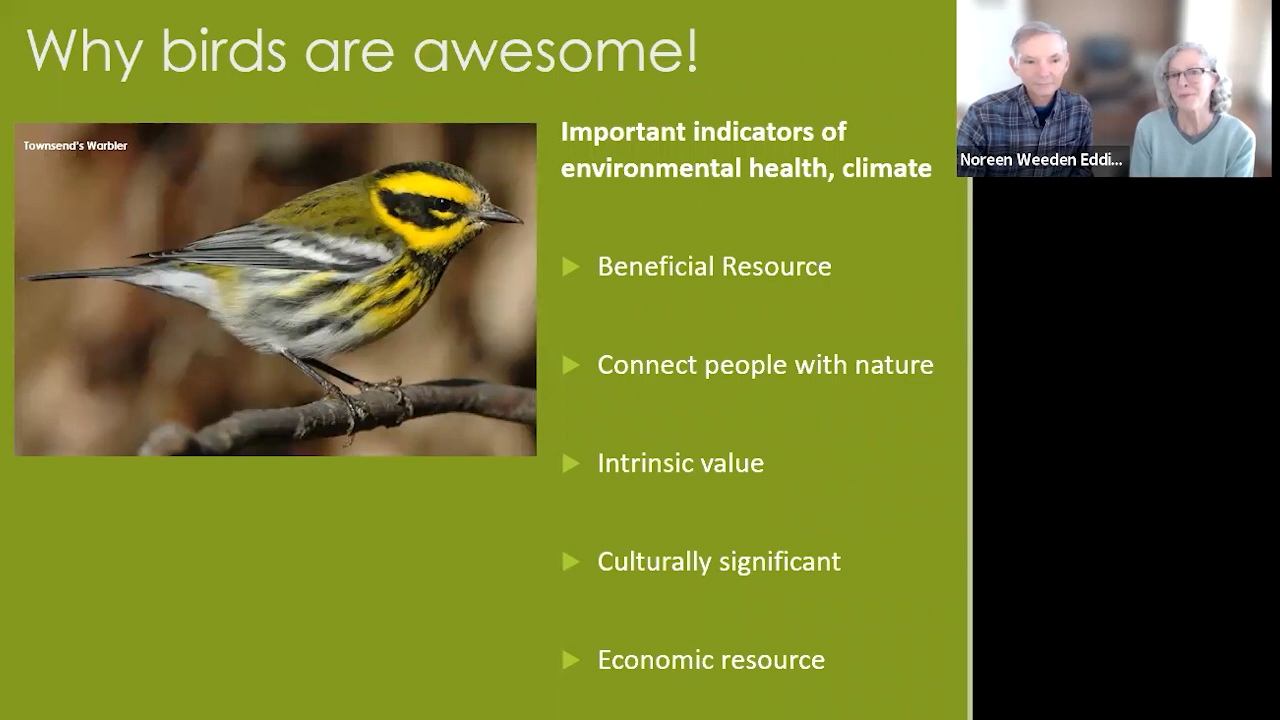 Why birds are awesome!
Townsend's Warbler
Important indicators of
environmental health, climate
Beneficial Resource
Connect people with nature
Intrinsic value
Culturally significant
Economic resource
Noreen Weeden Eddi...